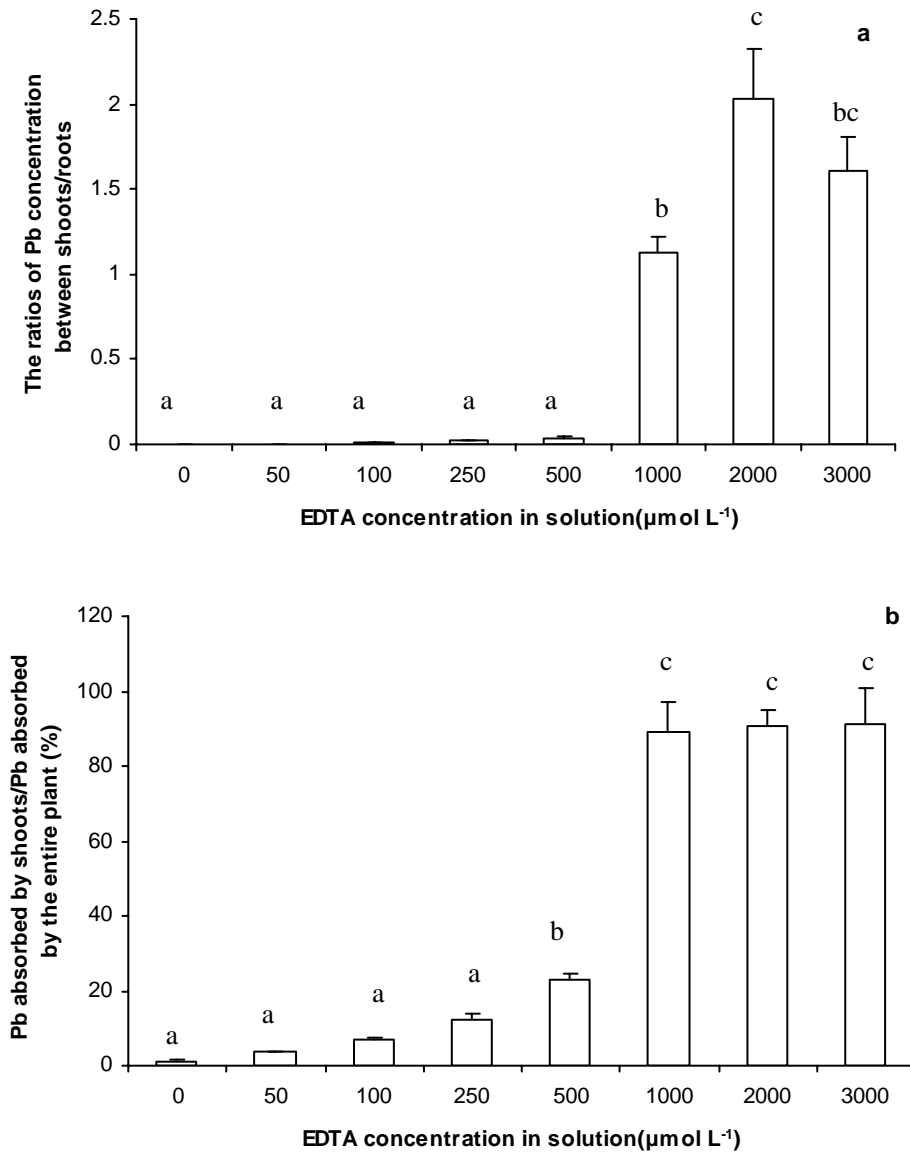 a
The ratios of Pb concentration
between shoots/roots
2.5
2
1.5
1
0.5
0
a
a
a
a
a
b
c
bc
0 50 100 250 500 1000 2000 3000
EDTA concentration in solution(µmol L⁻¹)
b
Pb absorbed by shoots/Pb absorbed
by the entire plant (%)
120
100
80
60
40
20
0
a
a
a
a
b
c
c
c
0 50 100 250 500 1000 2000 3000
EDTA concentration in solution(µmol L⁻¹)